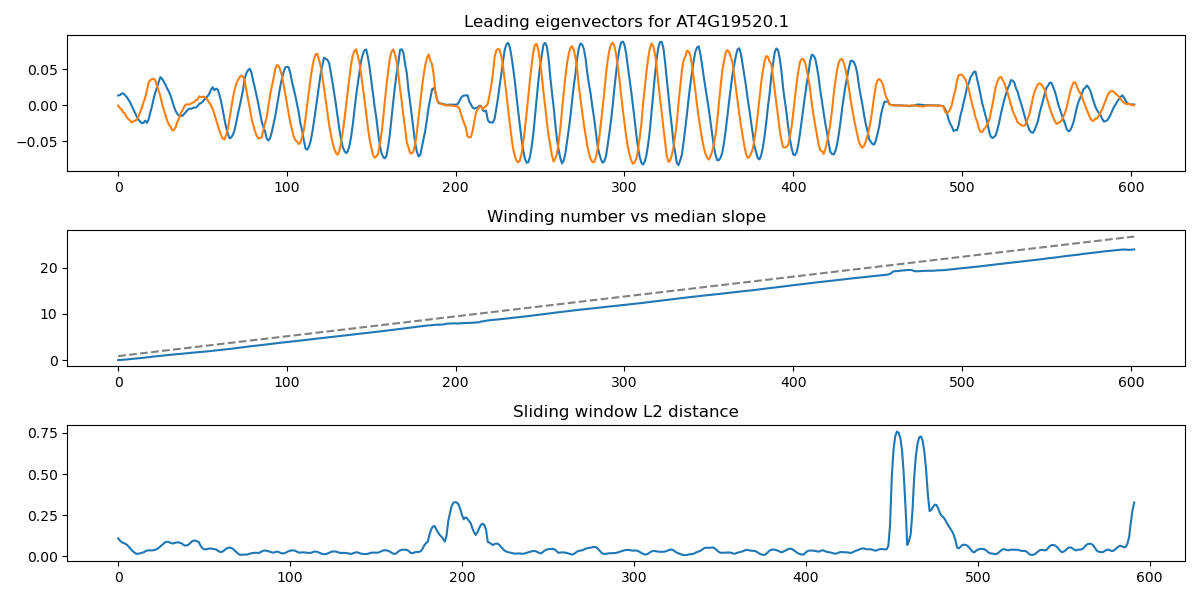 Leading eigenvectors for AT4G19520.1
0.05
0.00
−0.05
0 100 200 300 400 500 600
Winding number vs median slope
20
10
0
0 100 200 300 400 500 600
Sliding window L2 distance
0.75
0.50
0.25
0.00
0 100 200 300 400 500 600